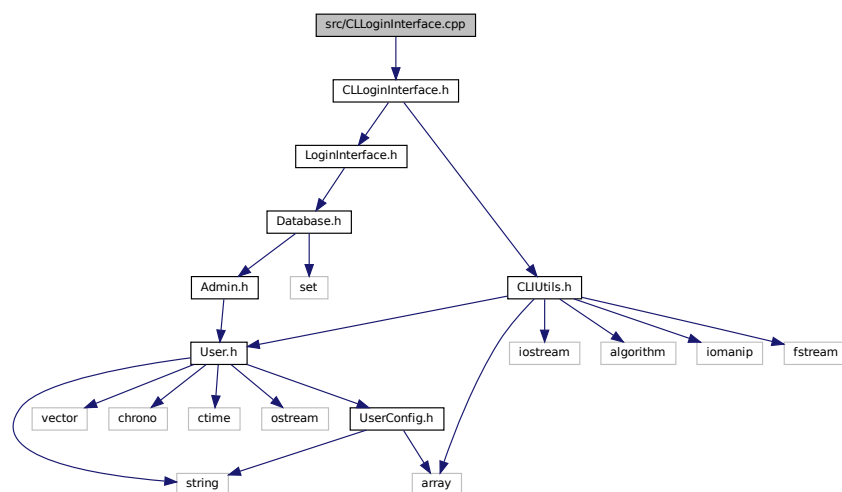 src/CLLoginInterface.cpp
CLLoginInterface.h
LoginInterface.h
Database.h
Admin.h
set
CLIUtils.h
User.h
iostream
algorithm
iomanip
fstream
vector
chrono
ctime
ostream
UserConfig.h
string
array